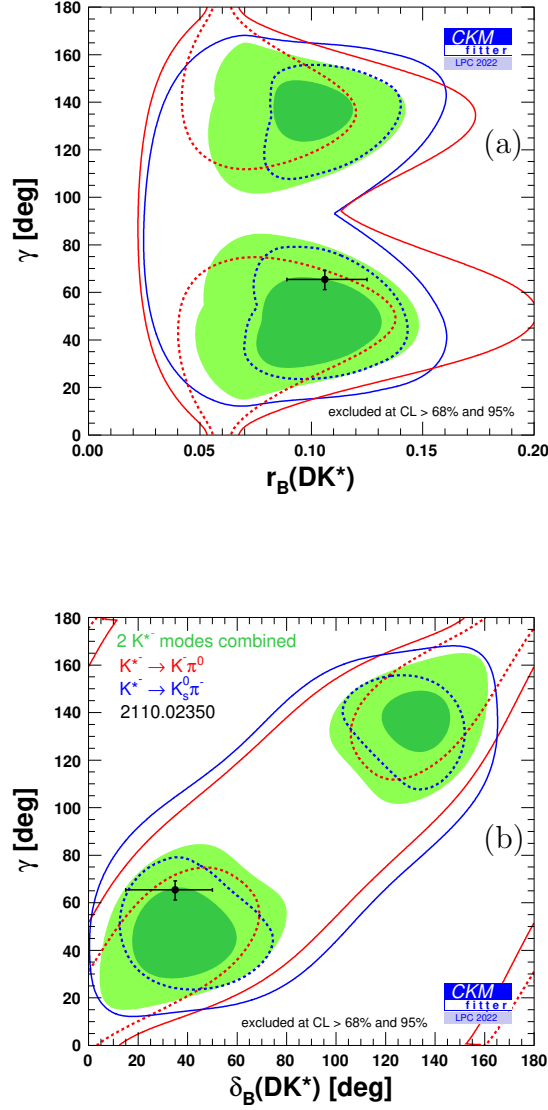 180
160
140
120
100
80
60
40
20
0
γ [deg]
CKM
fitter
LPC 2022
(a)
excluded at CL > 68% and 95%
0.00 0.05 0.10 0.15 0.20
r_B(DK*)
180
160
140
120
100
80
60
40
20
0
γ [deg]
2 K*⁻ modes combined
K*⁻ → K⁻π⁰
K*⁻ → K⁰ₛπ⁻
2110.02350
(b)
CKM
fitter
LPC 2022
excluded at CL > 68% and 95%
0 20 40 60 80 100 120 140 160 180
δ_B(DK*) [deg]